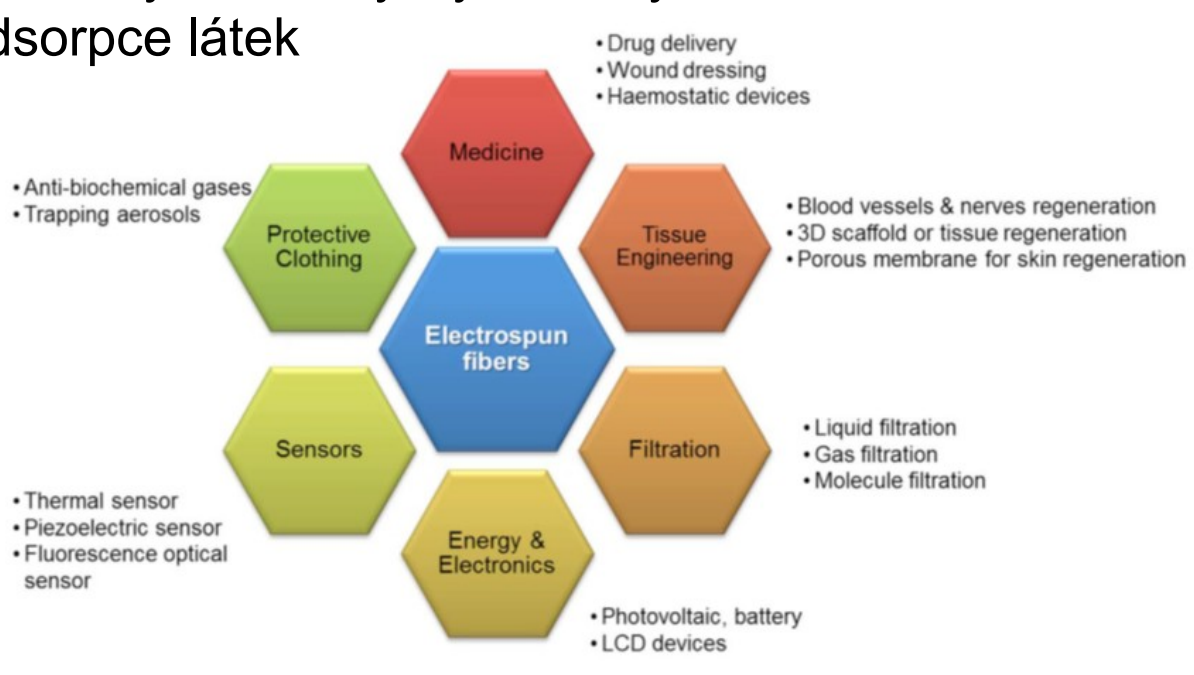 látek
• Drug delivery
• Wound dressing
• Haemostatic devices
Medicine
• Anti-biochemical gases
• Trapping aerosols
Protective
Clothing
Tissue
Engineering
• Blood vessels & nerves regeneration
• 3D scaffold or tissue regeneration
• Porous membrane for skin regeneration
Electrospun
fibers
Sensors
• Thermal sensor
• Piezoelectric sensor
• Fluorescence optical
sensor
Filtration
• Liquid filtration
• Gas filtration
• Molecule filtration
Energy &
Electronics
• Photovoltaic, battery
• LCD devices